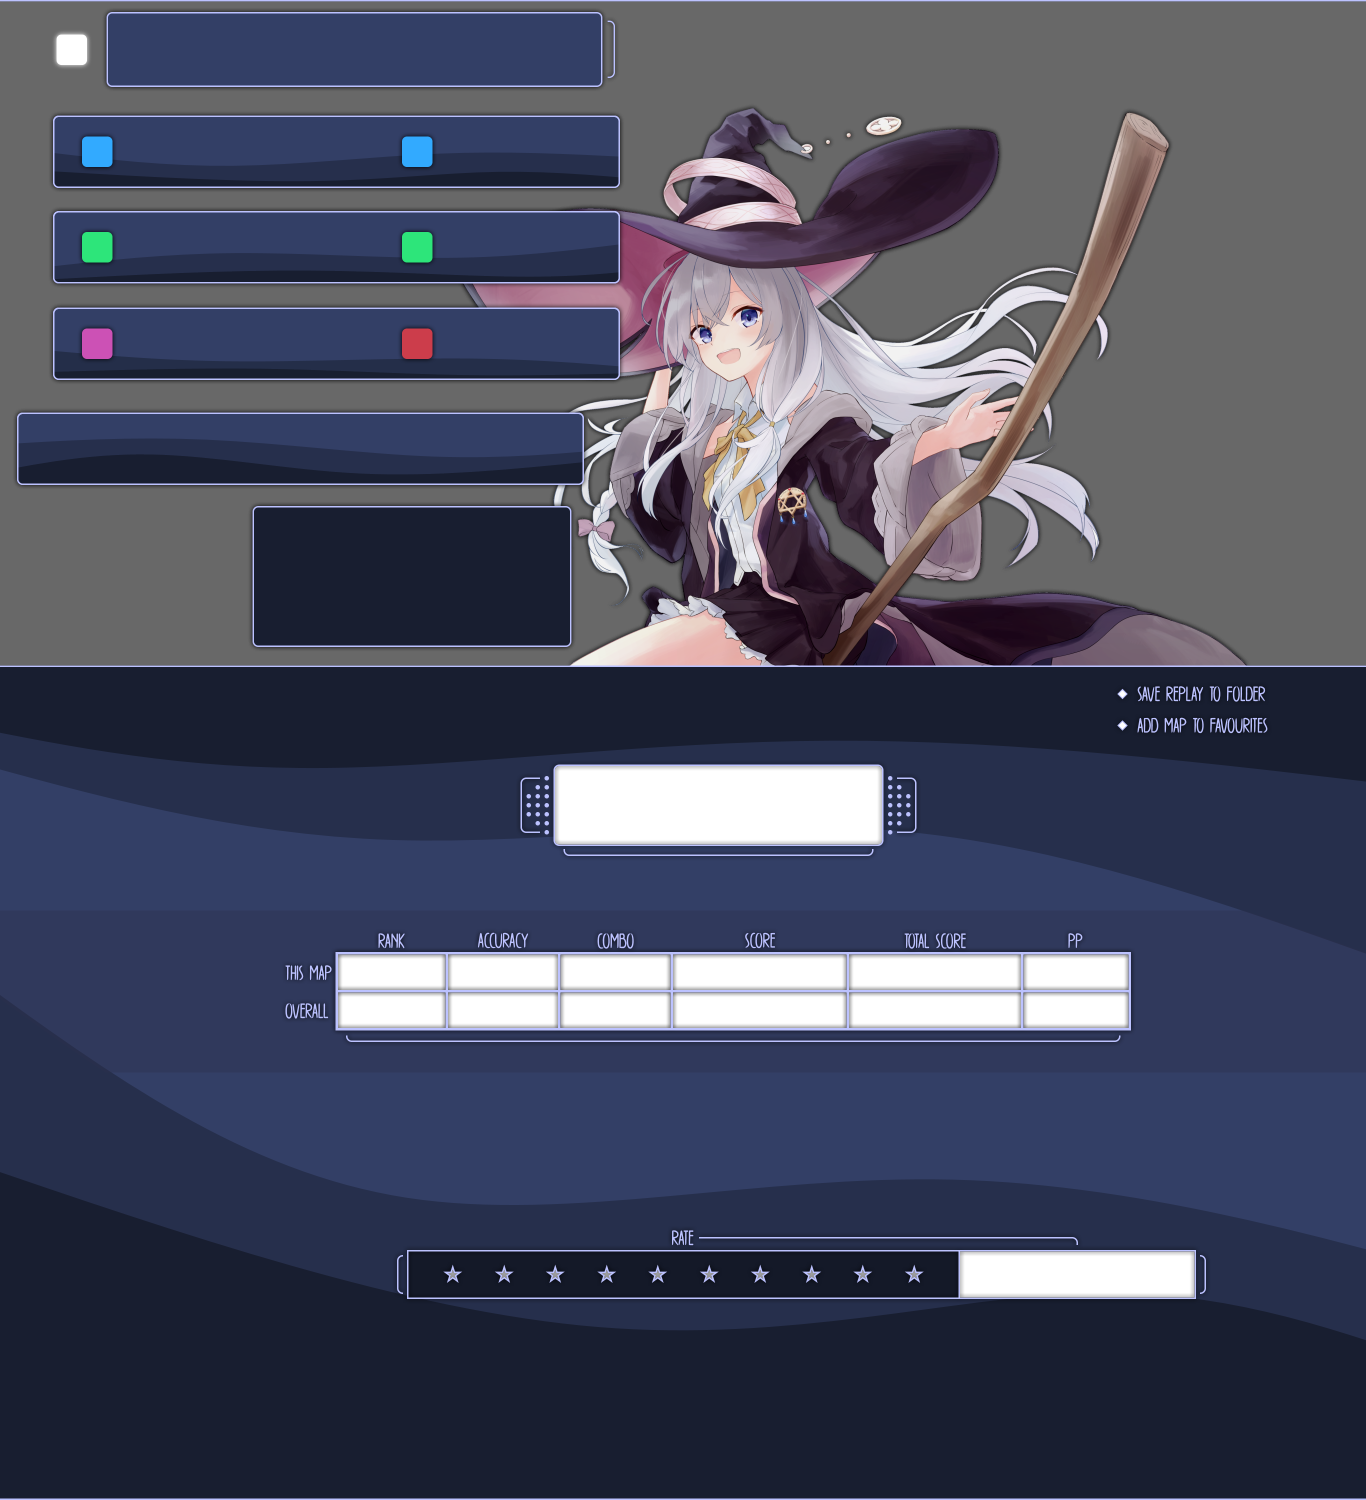 SAVE REPLAY TO FOLDER
ADD MAP TO FAVOURITES
RANK ACCURACY COMBO SCORE TOTAL SCORE PP
THIS MAP
OVERALL
RATE